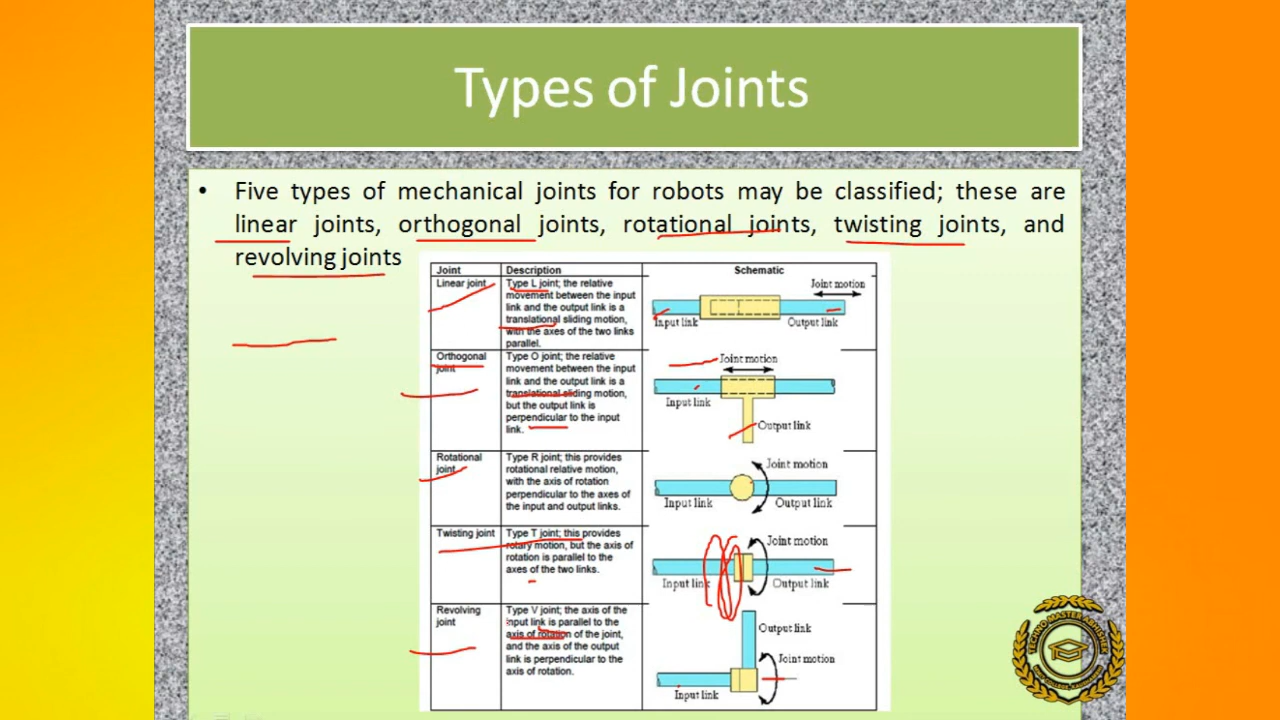 Types of Joints
• Five types of mechanical joints for robots may be classified; these are
linear joints, orthogonal joints, rotational joints, twisting joints, and
revolving joints
Joint Description Schematic
Linear joint
Type L joint; the relative
movement between the input
link and the output link is a
translational sliding motion,
with the axes of the two links
parallel.
Joint motion
Input link Output link
Orthogonal
joint
Type O joint; the relative
movement between the input
link and the output link is a
translational sliding motion,
but the output link is
perpendicular to the input
link.
Joint motion
Input link
Output link
Rotational
joint
Type R joint; this provides
rotational relative motion,
with the axis of rotation
perpendicular to the axes of
the input and output links.
Joint motion
Input link Output link
Twisting joint
Type T joint; this provides
rotary motion, but the axis of
rotation is parallel to the
axes of the two links.
Joint motion
Input link Output link
Revolving
joint
Type V joint; the axis of the
input link is parallel to the
axis of rotation of the joint,
and the axis of the output
link is perpendicular to the
axis of rotation.
Output link
Joint motion
Input link